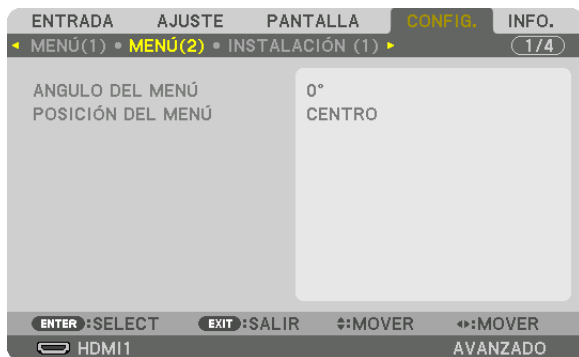 ENTRADA AJUSTE PANTALLA CONFIG. INFO.
MENÚ(1) • MENÚ(2) • INSTALACIÓN (1) 1/4
ANGULO DEL MENÚ 0°
POSICIÓN DEL MENÚ CENTRO
ENTER :SELECT EXIT :SALIR :MOVER :MOVER
HDMI1 AVANZADO